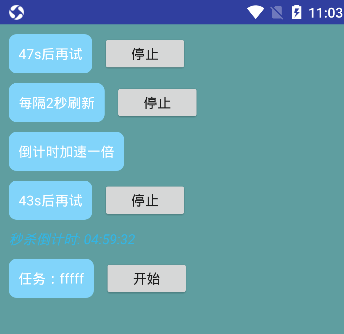 11:03
47s后再试 停止
每隔2秒刷新 停止
倒计时加速一倍
43s后再试 停止
秒杀倒计时: 04:59:32
任务：fffff 开始